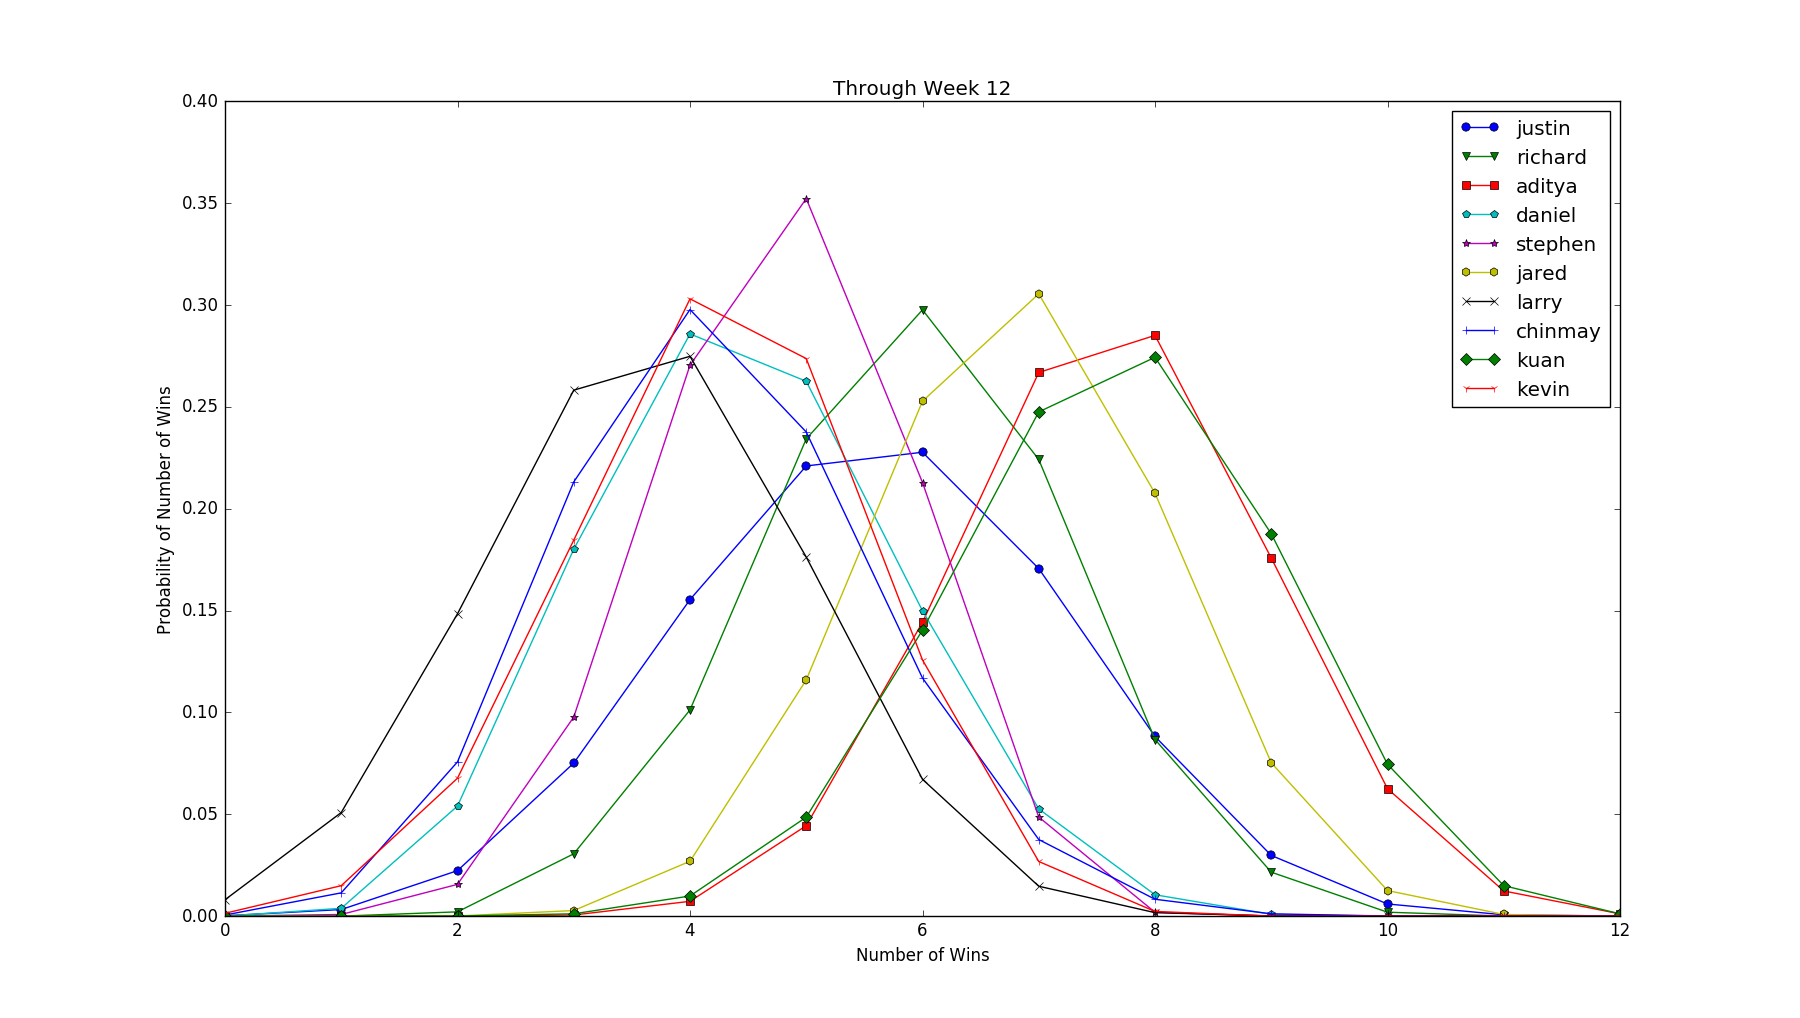 Through Week 12
0.40
0.35
0.30
0.25
0.20
0.15
0.10
0.05
0.00
Probability of Number of Wins
0 2 4 6 8 10 12
Number of Wins
justin
richard
aditya
daniel
stephen
jared
larry
chinmay
kuan
kevin